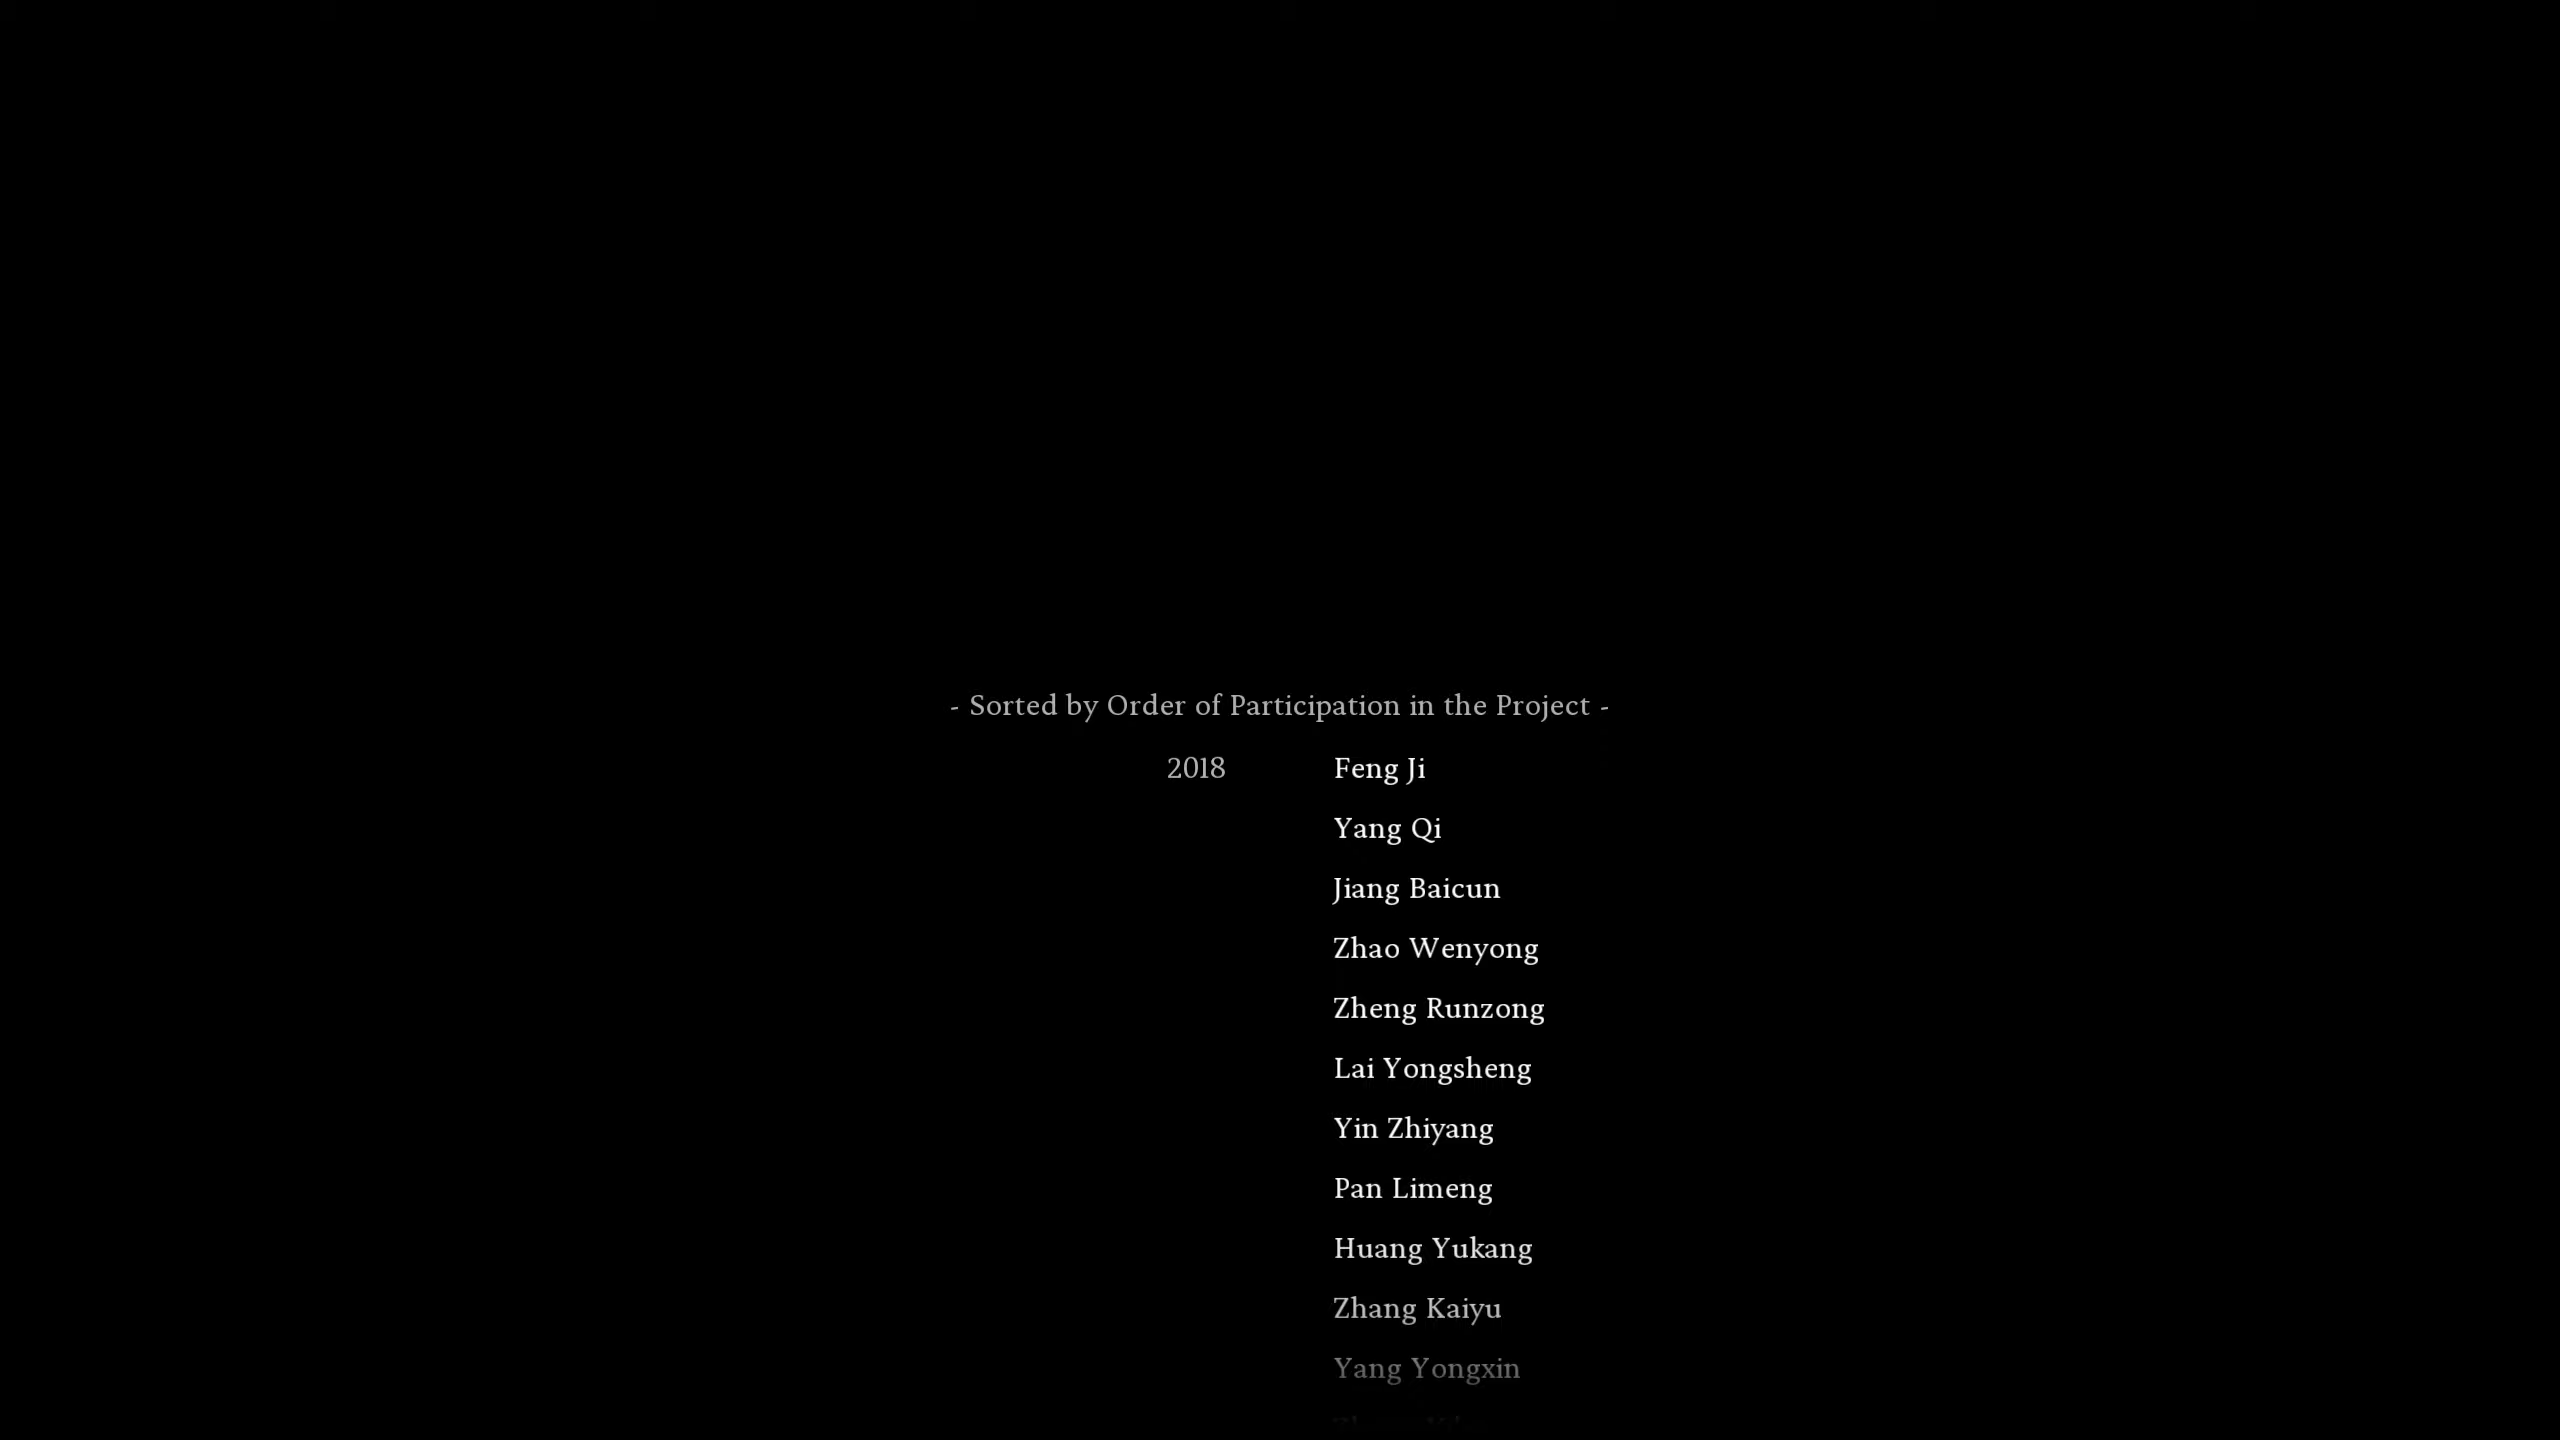 - Sorted by Order of Participation in the Project -
2018 Feng Ji
Yang Qi
Jiang Baicun
Zhao Wenyong
Zheng Runzong
Lai Yongsheng
Yin Zhiyang
Pan Limeng
Huang Yukang
Zhang Kaiyu
Yang Yongxin